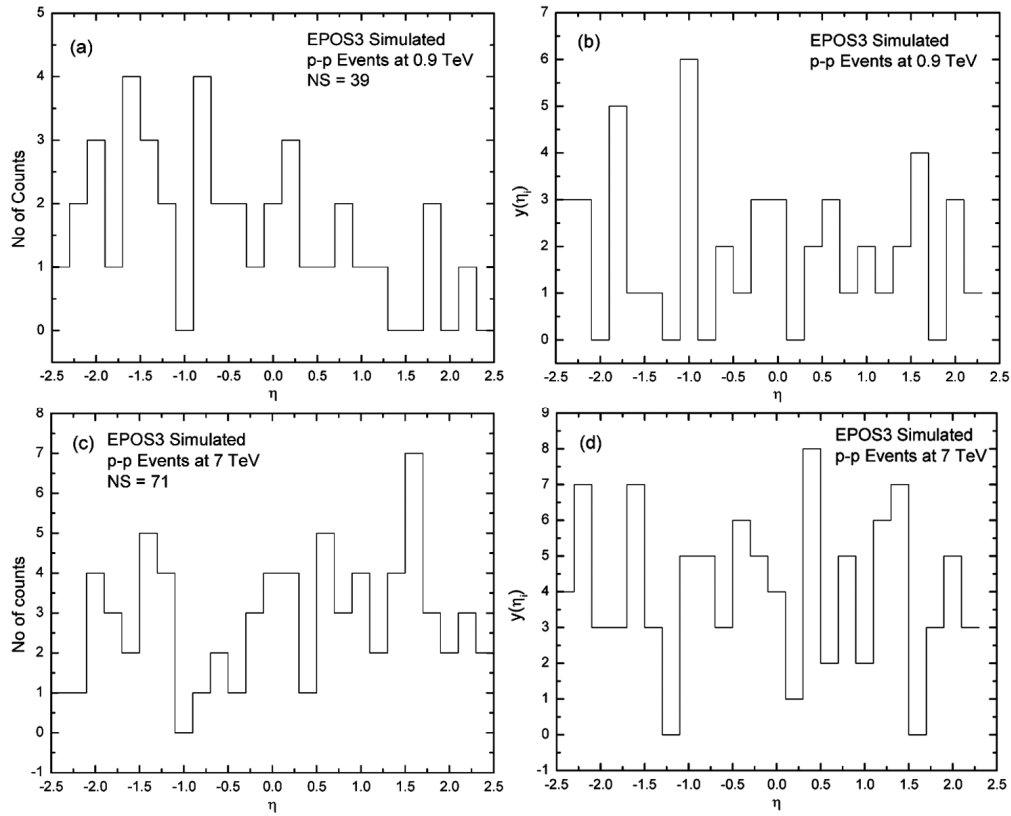 (a)
EPOS3 Simulated
p-p Events at 0.9 TeV
NS = 39
No of Counts
5
4
3
2
1
0
-2.5 -2.0 -1.5 -1.0 -0.5 0.0 0.5 1.0 1.5 2.0 2.5
η
(b)
EPOS3 Simulated
p-p Events at 0.9 TeV
y(ηi)
7
6
5
4
3
2
1
0
-2.5 -2.0 -1.5 -1.0 -0.5 0.0 0.5 1.0 1.5 2.0 2.5
η
(c)
EPOS3 Simulated
p-p Events at 7 TeV
NS = 71
No of counts
8
7
6
5
4
3
2
1
0
-1
-2.5 -2.0 -1.5 -1.0 -0.5 0.0 0.5 1.0 1.5 2.0 2.5
η
(d)
EPOS3 Simulated
p-p Events at 7 TeV
y(ηi)
9
8
7
6
5
4
3
2
1
0
-1
-2.5 -2.0 -1.5 -1.0 -0.5 0.0 0.5 1.0 1.5 2.0 2.5
η